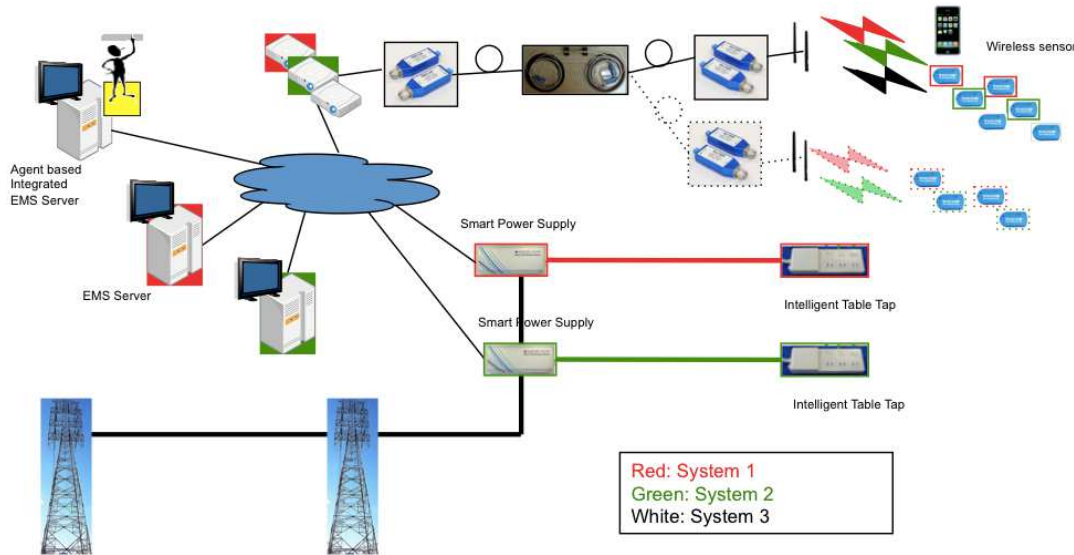 Wireless sensor
Agent based
Integrated
EMS Server
Smart Power Supply
EMS Server
Intelligent Table Tap
Smart Power Supply
Intelligent Table Tap
Red: System 1
Green: System 2
White: System 3